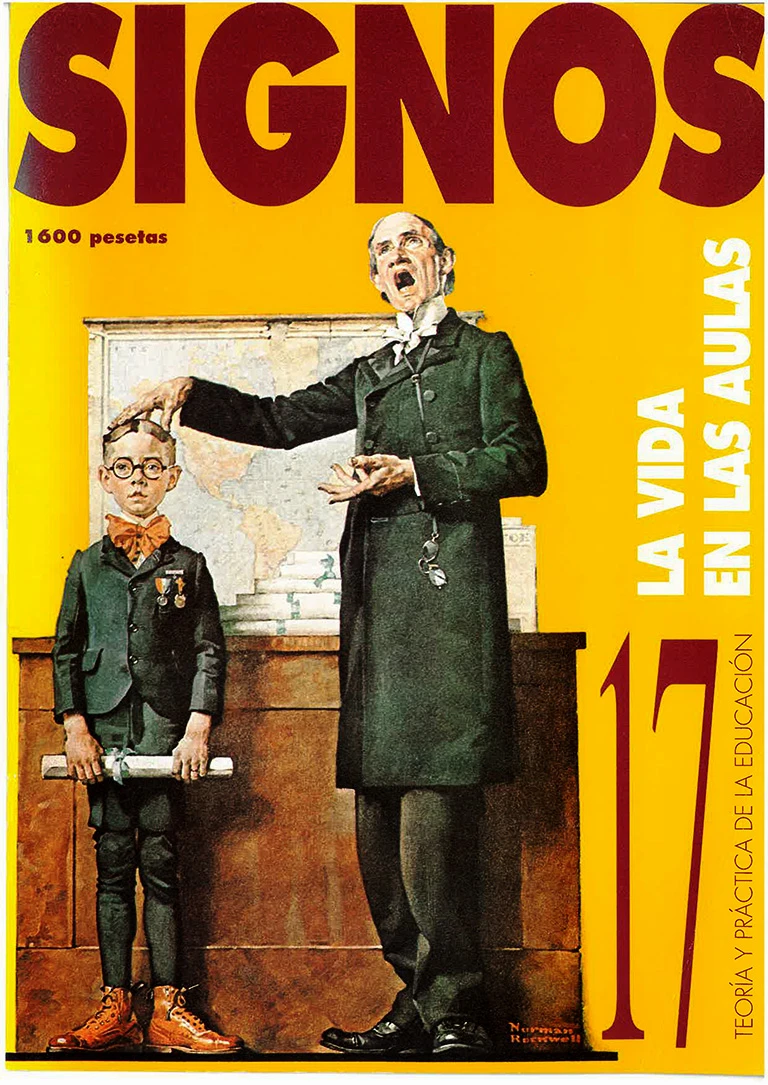 SIGNOS
1600 pesetas
LA VIDA
EN LAS AULAS
17
TEORÍA Y PRÁCTICA DE LA EDUCACIÓN
Norman
Rockwell